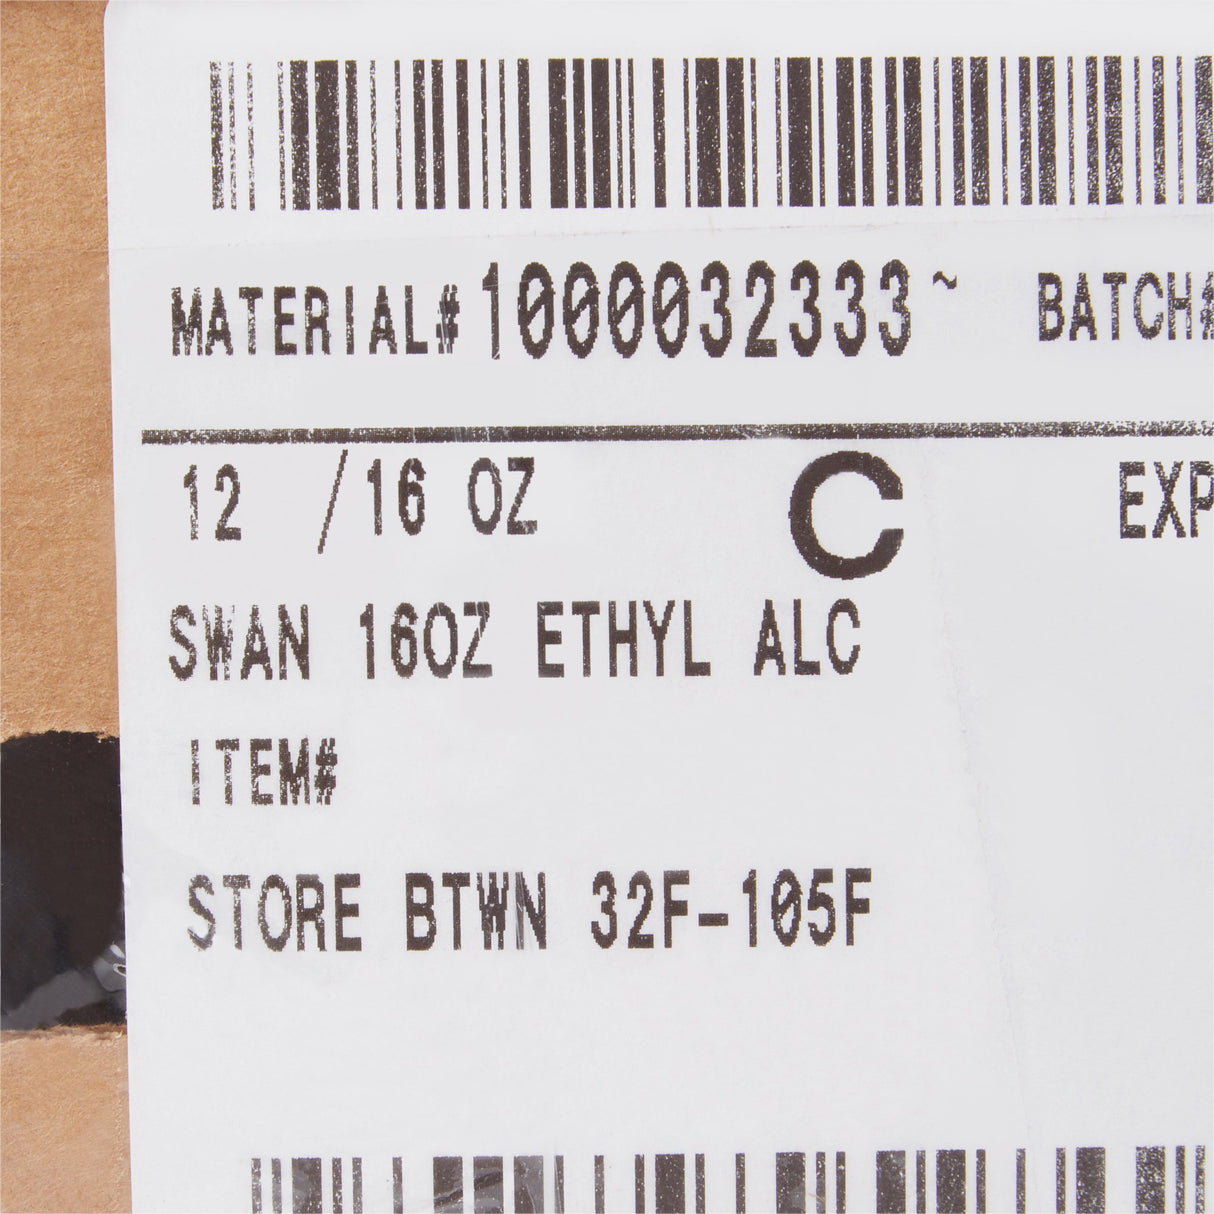 MATERIAL# 1000032333~ BATCH#
12 /16 OZ C EXP
SWAN 16OZ ETHYL ALC
ITEM#
STORE BTWN 32F-105F